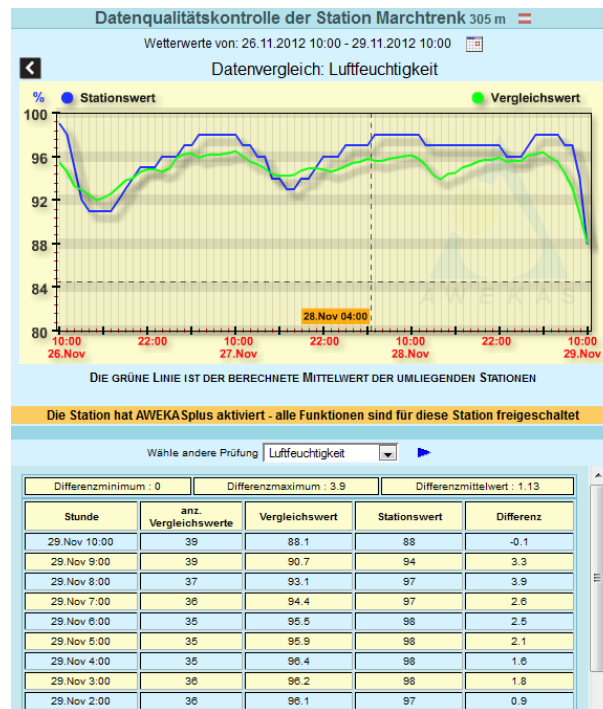 Datenqualitätskontrolle der Station Marchtrenk 305 m
Wetterwerte von: 26.11.2012 10:00 - 29.11.2012 10:00
Datenvergleich: Luftfeuchtigkeit
% Stationswert Vergleichswert
100
96
92
88
84
80
AWEKAS
28.Nov 04:00
10:00 22:00 10:00 22:00 10:00 22:00 10:00
26.Nov 27.Nov 28.Nov 29.Nov
DIE GRÜNE LINIE IST DER BERECHNETE MITTELWERT DER UMLIEGENDEN STATIONEN
Die Station hat AWEKASplus aktiviert - alle Funktionen sind für diese Station freigeschaltet
Wähle andere Prüfung Luftfeuchtigkeit
Differenzminimum : 0 Differenzmaximum : 3.9 Differenzmittelwert : 1.13
Stunde anz. Vergleichswerte Vergleichswert Stationswert Differenz
29.Nov 10:00 39 88.1 88 -0.1
29.Nov 9:00 39 90.7 94 3.3
29.Nov 8:00 37 93.1 97 3.9
29.Nov 7:00 36 94.4 97 2.6
29.Nov 6:00 35 95.5 98 2.5
29.Nov 5:00 35 95.9 98 2.1
29.Nov 4:00 35 96.4 98 1.6
29.Nov 3:00 36 96.2 98 1.8
29.Nov 2:00 36 96.1 97 0.9